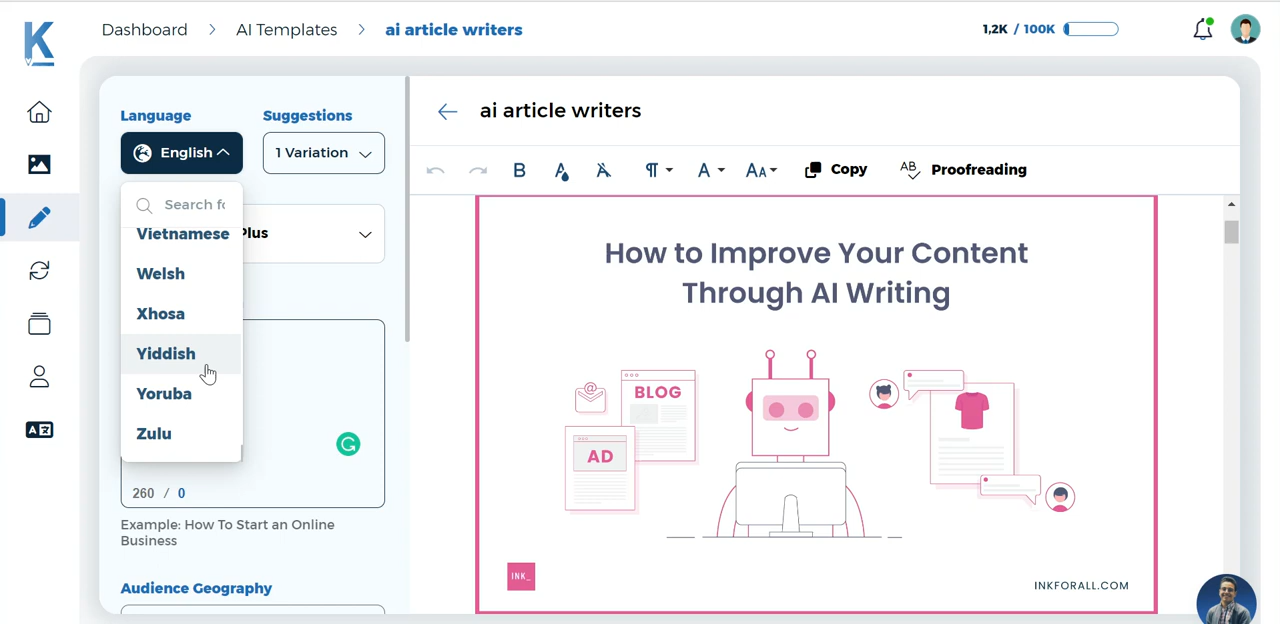 Dashboard > AI Templates > ai article writers
1,2K / 100K
Language
Suggestions
English
1 Variation
Search fo
Vietnamese
Plus
Welsh
Xhosa
Yiddish
Yoruba
Zulu
260 / 0
Example: How To Start an Online
Business
Audience Geography
ai article writers
Copy
Proofreading
How to Improve Your Content
Through AI Writing
BLOG
AD
INK_
INKFORALL.COM